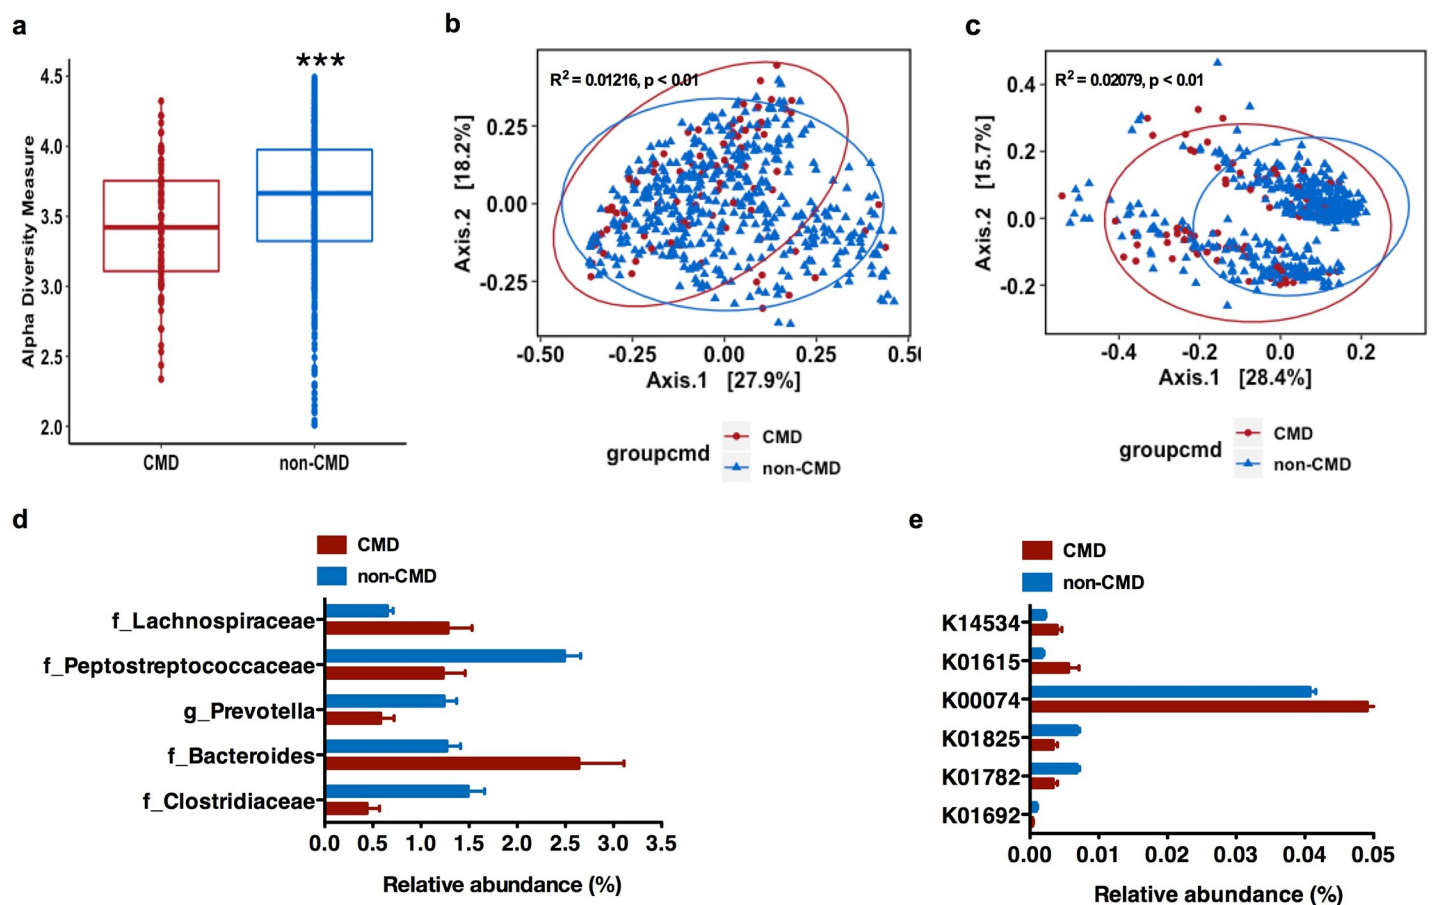 a
***
4.5
4.0
3.5
3.0
2.5
2.0
Alpha Diversity Measure
CMD
non-CMD
b
R² = 0.01216, p < 0.01
0.25
0.00
-0.25
Axis.2 [18.2%]
-0.50
-0.25
0.00
0.25
Axis.1 [27.9%]
groupcmd
CMD
non-CMD
c
R² = 0.02079, p < 0.01
0.4
0.2
0.0
-0.2
Axis.2 [15.7%]
-0.4
-0.2
0.0
0.2
Axis.1 [28.4%]
groupcmd
CMD
non-CMD
d
CMD
non-CMD
f_Lachnospiraceae
f_Peptostreptococcaceae
g_Prevotella
f_Bacteroides
f_Clostridiaceae
0.0 0.5 1.0 1.5 2.0 2.5 3.0 3.5
Relative abundance (%)
e
CMD
non-CMD
K14534
K01615
K00074
K01825
K01782
K01692
0.00 0.01 0.02 0.03 0.04 0.05
Relative abundance (%)